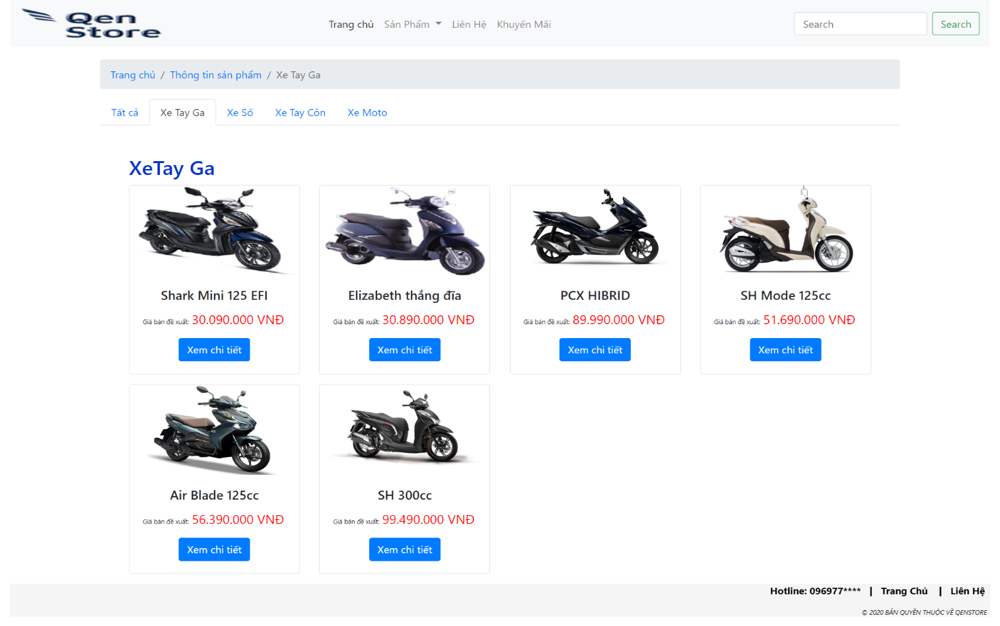 Qen Store
Trang chủ Sản Phẩm Liên Hệ Khuyến Mãi
Search Search
Trang chủ / Thông tin sản phẩm / Xe Tay Ga
Tất cả Xe Tay Ga Xe Số Xe Tay Côn Xe Moto
XeTay Ga
Shark Mini 125 EFI
Giá bán đề xuất: 30.090.000 VNĐ
Xem chi tiết
Elizabeth thắng đĩa
Giá bán đề xuất: 30.890.000 VNĐ
Xem chi tiết
PCX HIBRID
Giá bán đề xuất: 89.990.000 VNĐ
Xem chi tiết
SH Mode 125cc
Giá bán đề xuất: 51.690.000 VNĐ
Xem chi tiết
Air Blade 125cc
Giá bán đề xuất: 56.390.000 VNĐ
Xem chi tiết
SH 300cc
Giá bán đề xuất: 99.490.000 VNĐ
Xem chi tiết
Hotline: 096977**** | Trang Chủ | Liên Hệ
© 2020 BẢN QUYỀN THUỘC VỀ QENSTORE